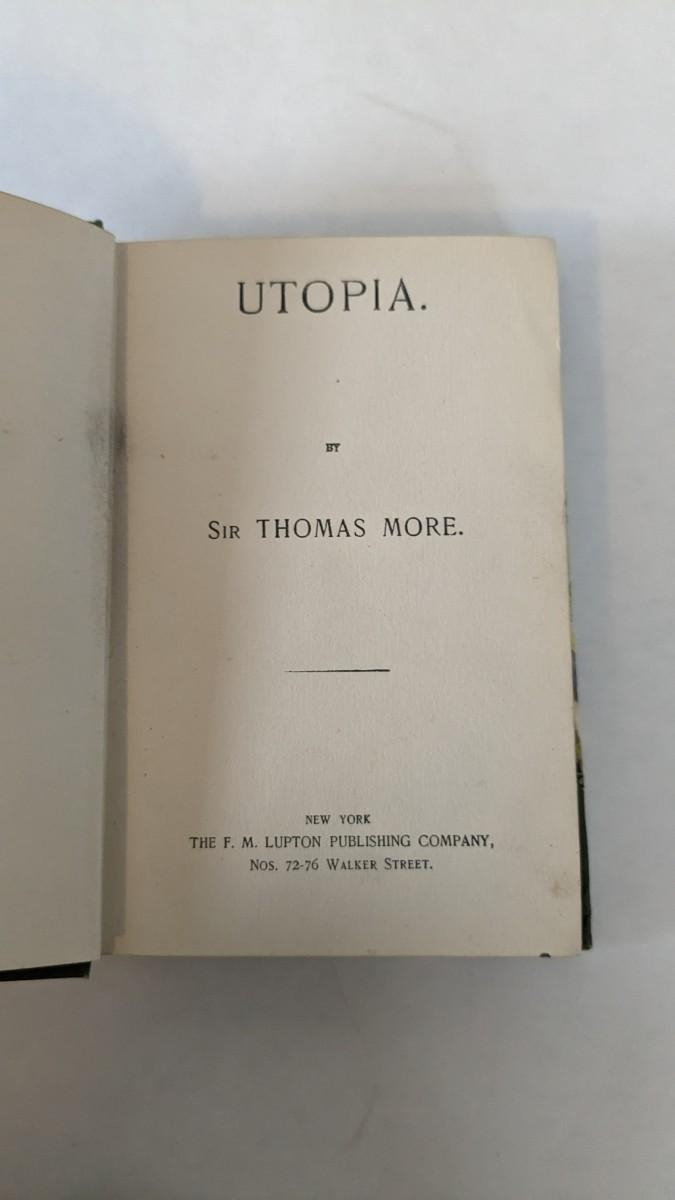 UTOPIA.
BY
Sir THOMAS MORE.
NEW YORK
THE F. M. LUPTON PUBLISHING COMPANY,
Nos. 72-76 Walker Street.